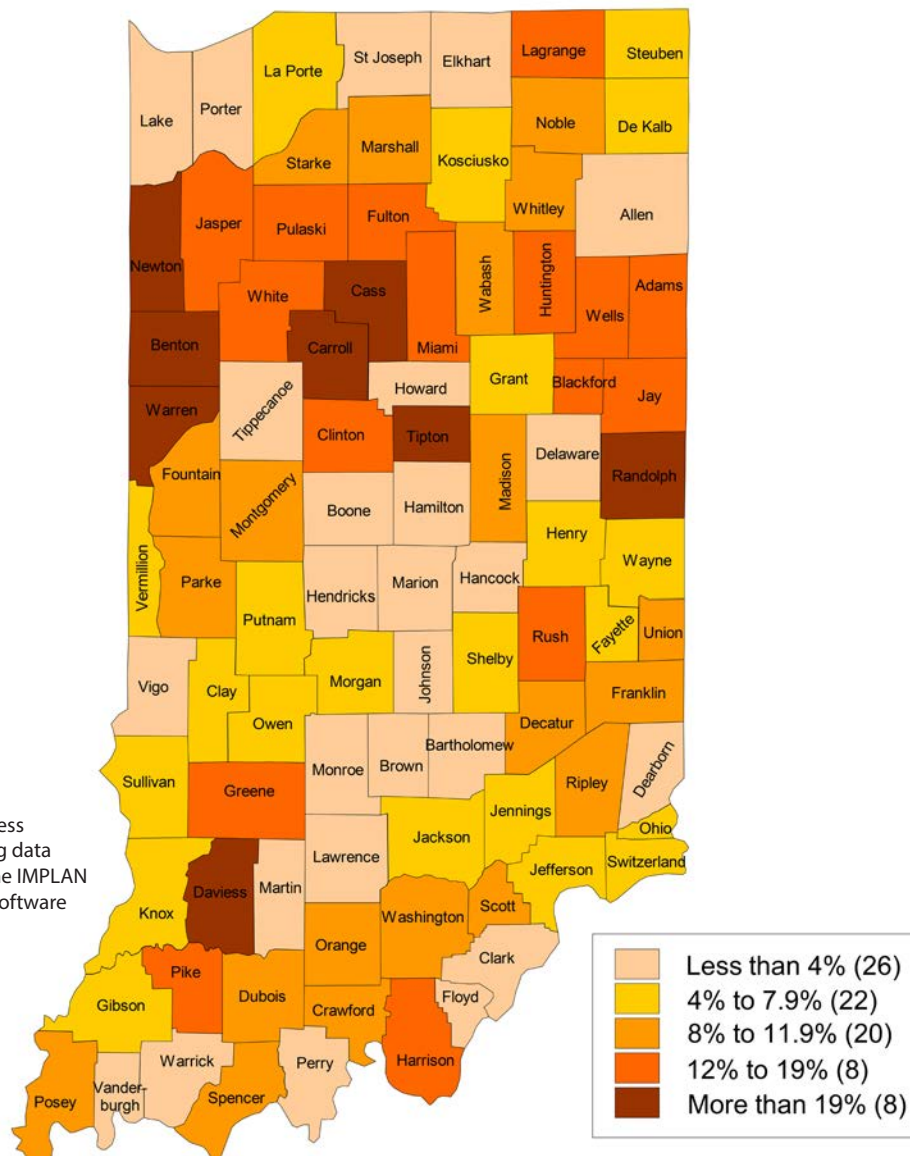 St Joseph
Elkhart
Lagrange
Steuben
La Porte
Lake
Porter
Noble
De Kalb
Starke
Marshall
Kosciusko
Whitley
Allen
Jasper
Pulaski
Fulton
Newton
White
Cass
Wabash
Huntington
Adams
Wells
Benton
Carroll
Miami
Grant
Blackford
Jay
Howard
Warren
Tippecanoe
Clinton
Tipton
Delaware
Randolph
Fountain
Montgomery
Madison
Boone
Hamilton
Henry
Wayne
Vermillion
Parke
Hendricks
Marion
Hancock
Putnam
Rush
Fayette
Union
Vigo
Clay
Morgan
Johnson
Shelby
Franklin
Owen
Decatur
Monroe
Brown
Bartholomew
Dearborn
Sullivan
Greene
Ripley
Jennings
Jackson
Ohio
ess
g data
ne IMPLAN
oftware
Lawrence
Jefferson
Switzerland
Knox
Daviess
Martin
Washington
Scott
Orange
Clark
Pike
Dubois
Gibson
Crawford
Floyd
Harrison
Warrick
Perry
Posey
Vander-
burgh
Spencer
Less than 4% (26)
4% to 7.9% (22)
8% to 11.9% (20)
12% to 19% (8)
More than 19% (8)